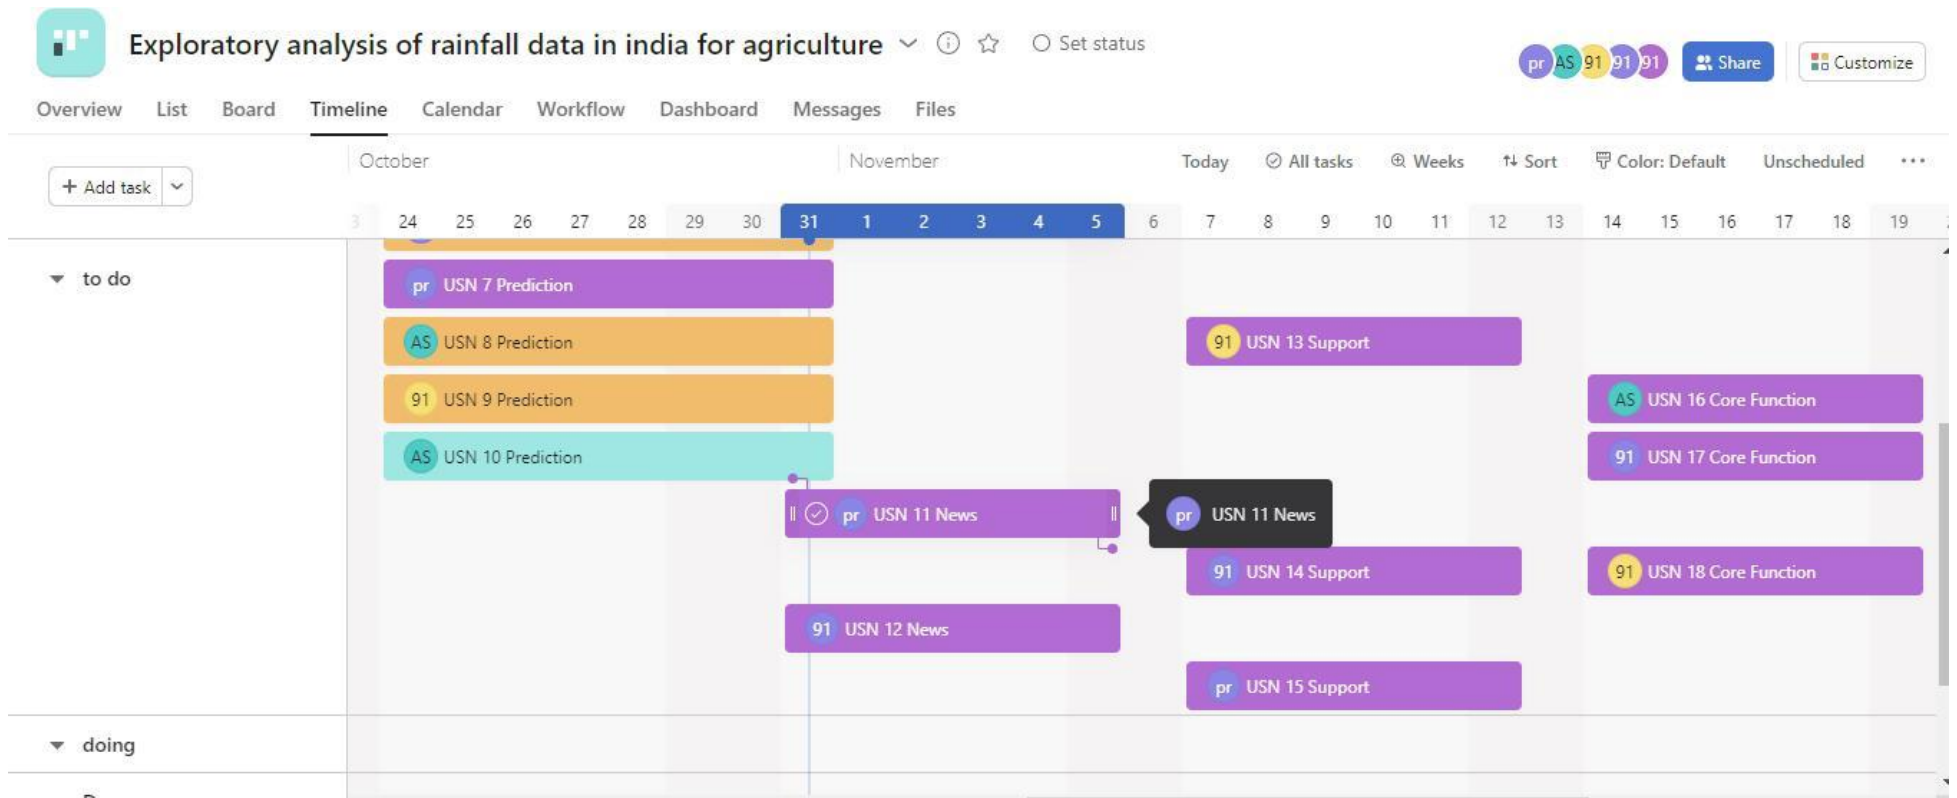 Exploratory analysis of rainfall data in india for agriculture Set status
pr AS 91 91 91 Share Customize
Overview List Board Timeline Calendar Workflow Dashboard Messages Files
+ Add task
October November Today All tasks Weeks Sort Color: Default Unscheduled ...
3 24 25 26 27 28 29 30 31 1 2 3 4 5 6 7 8 9 10 11 12 13 14 15 16 17 18 19
to do
pr USN 7 Prediction
AS USN 8 Prediction 91 USN 13 Support
91 USN 9 Prediction AS USN 16 Core Function
AS USN 10 Prediction 91 USN 17 Core Function
pr USN 11 News pr USN 11 News
91 USN 14 Support 91 USN 18 Core Function
91 USN 12 News
pr USN 15 Support
doing